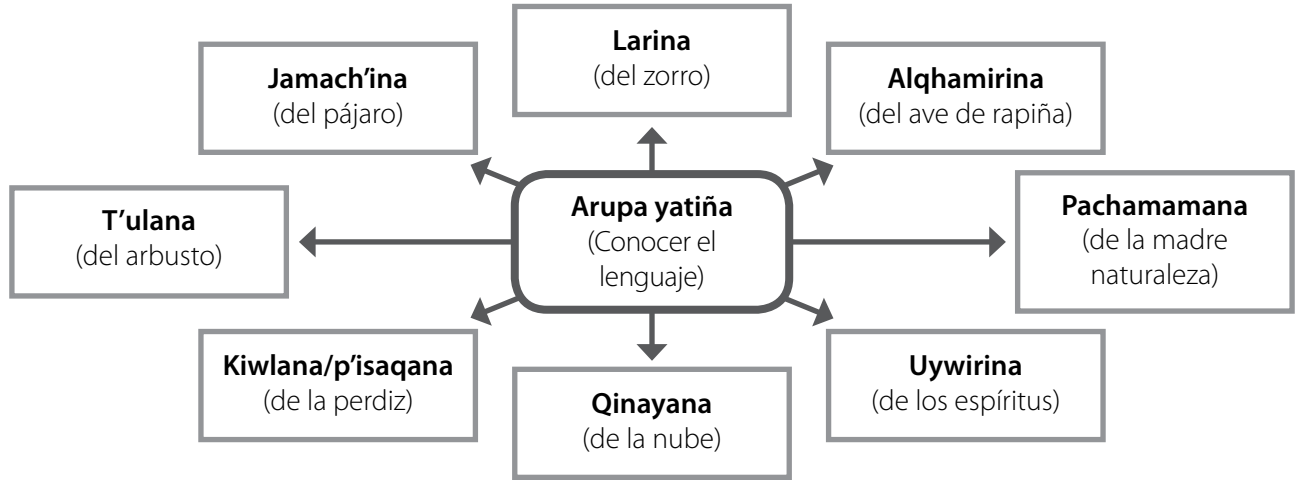 Larina
(del zorro)
Jamach’ina
(del pájaro)
Alqhamirina
(del ave de rapiña)
T’ulana
(del arbusto)
Arupa yatiña
(Conocer el
lenguaje)
Pachamamana
(de la madre
naturaleza)
Kiwlana/p’isaqana
(de la perdiz)
Qinayana
(de la nube)
Uywirina
(de los espíritus)